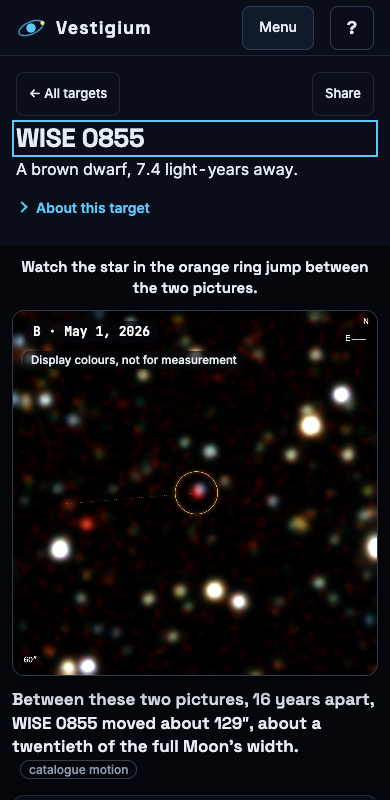 Vestigium
Menu
?
← All targets
Share
WISE 0855
A brown dwarf, 7.4 light-years away.
About this target
Watch the star in the orange ring jump between
the two pictures.
B · May 1, 2026
N
E
Display colours, not for measurement
60″
Between these two pictures, 16 years apart,
WISE 0855 moved about 129″, about a
twentieth of the full Moon's width.
catalogue motion